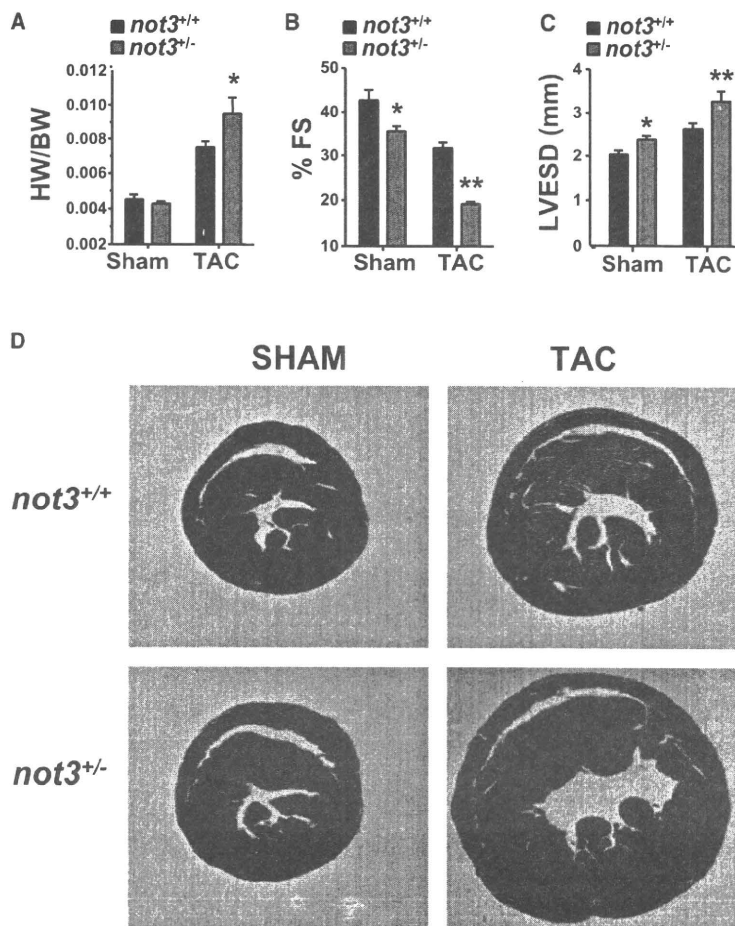 A
not3+/+
not3+/-
HW/BW
0.012
*
0.010
0.008
0.006
0.004
0.002
Sham TAC
B
not3+/+
not3+/-
% FS
50
40
30
20
10
*
**
Sham TAC
C
not3+/+
not3+/-
LVESD (mm)
4
3
2
1
0
*
**
Sham TAC
D
SHAM TAC
not3+/+
not3+/-